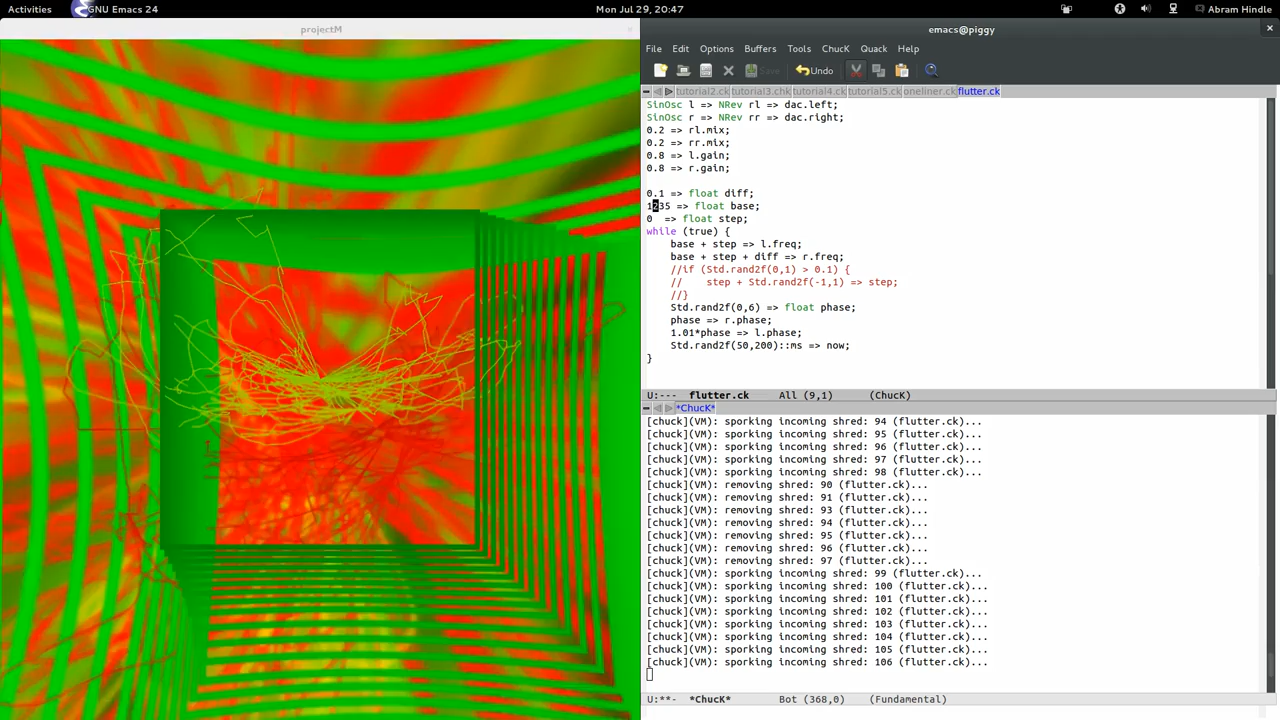 Activities GNU Emacs 24 Mon Jul 29, 20:47 Abram Hindle
projectM
emacs@piggy
File Edit Options Buffers Tools ChucK Quack Help
Save Undo
tutorial2.ck tutorial3.chk tutorial4.ck tutorial5.ck oneliner.ck flutter.ck
SinOsc l => NRev rl => dac.left;
SinOsc r => NRev rr => dac.right;
0.2 => rl.mix;
0.2 => rr.mix;
0.8 => l.gain;
0.8 => r.gain;
0.1 => float diff;
1235 => float base;
0  => float step;
while (true) {
    base + step => l.freq;
    base + step + diff => r.freq;
    //if (Std.rand2f(0,1) > 0.1) {
    //    step + Std.rand2f(-1,1) => step;
    //}
    Std.rand2f(0,6) => float phase;
    phase => r.phase;
    1.01*phase => l.phase;
    Std.rand2f(50,200)::ms => now;
}
U:--- flutter.ck All (9,1) (ChucK)
*ChucK*
[chuck](VM): sporking incoming shred: 94 (flutter.ck)...
[chuck](VM): sporking incoming shred: 95 (flutter.ck)...
[chuck](VM): sporking incoming shred: 96 (flutter.ck)...
[chuck](VM): sporking incoming shred: 97 (flutter.ck)...
[chuck](VM): sporking incoming shred: 98 (flutter.ck)...
[chuck](VM): removing shred: 90 (flutter.ck)...
[chuck](VM): removing shred: 91 (flutter.ck)...
[chuck](VM): removing shred: 93 (flutter.ck)...
[chuck](VM): removing shred: 94 (flutter.ck)...
[chuck](VM): removing shred: 95 (flutter.ck)...
[chuck](VM): removing shred: 96 (flutter.ck)...
[chuck](VM): removing shred: 97 (flutter.ck)...
[chuck](VM): sporking incoming shred: 99 (flutter.ck)...
[chuck](VM): sporking incoming shred: 100 (flutter.ck)...
[chuck](VM): sporking incoming shred: 101 (flutter.ck)...
[chuck](VM): sporking incoming shred: 102 (flutter.ck)...
[chuck](VM): sporking incoming shred: 103 (flutter.ck)...
[chuck](VM): sporking incoming shred: 104 (flutter.ck)...
[chuck](VM): sporking incoming shred: 105 (flutter.ck)...
[chuck](VM): sporking incoming shred: 106 (flutter.ck)...
U:**- *ChucK* Bot (368,0) (Fundamental)